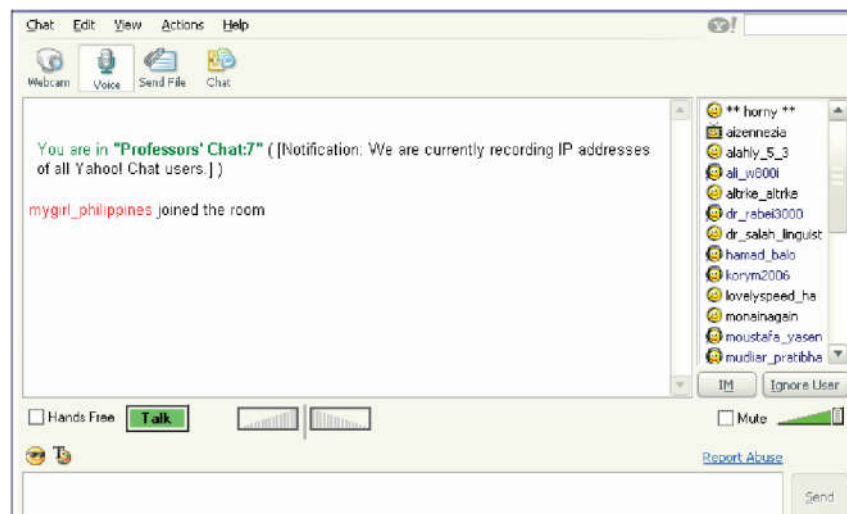 Chat Edit View Actions Help
Y!
Webcam Voice Send File Chat
You are in "Professors' Chat:7" ( [Notification: We are currently recording IP addresses
of all Yahoo! Chat users.] )
mygirl_philippines joined the room
** horny **
aizennezia
alahly_5_3
ali_w800i
altrke_altrke
dr_rabei3000
dr_salah_linguist
hamad_balo
korym2006
lovelyspeed_ha
monainagain
moustafa_yasen
mudliar_pratibha
IM Ignore User
Hands Free Talk Mute
Report Abuse
Send